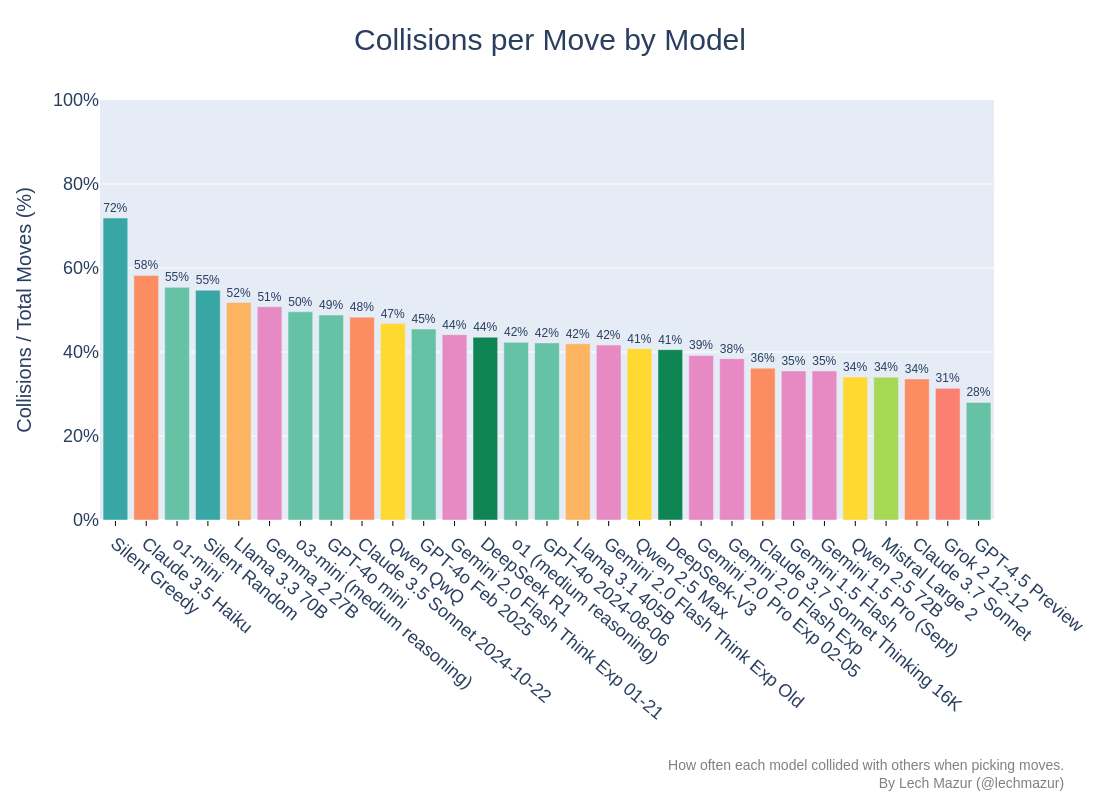 Collisions per Move by Model
Collisions / Total Moves (%)
100%
80%
60%
40%
20%
0%
72%
58%
55%
55%
52%
51%
50%
49%
48%
47%
45%
44%
44%
42%
42%
42%
42%
41%
41%
39%
38%
36%
35%
35%
34%
34%
34%
31%
28%
Silent Greedy
Claude 3.5 Haiku
o1-mini
Silent Random
Llama 3.3 70B
Gemma 2 27B
o3-mini (medium reasoning)
GPT-4o mini
Claude 3.5 Sonnet 2024-10-22
Qwen QwQ
GPT-4o Feb 2025
Gemini 2.0 Flash Think Exp 01-21
DeepSeek R1
o1 (medium reasoning)
GPT-4o 2024-08-06
Llama 3.1 405B
Gemini 2.0 Flash Think Exp Old
Qwen 2.5 Max
DeepSeek-V3
Gemini 2.0 Pro Exp 02-05
Gemini 2.0 Flash Exp
Claude 3.7 Sonnet Thinking 16K
Gemini 1.5 Flash
Gemini 1.5 Pro (Sept)
Qwen 2.5 72B
Mistral Large 2
Claude 3.7 Sonnet
Grok 2 12-12
GPT-4.5 Preview
How often each model collided with others when picking moves.
By Lech Mazur (@lechmazur)